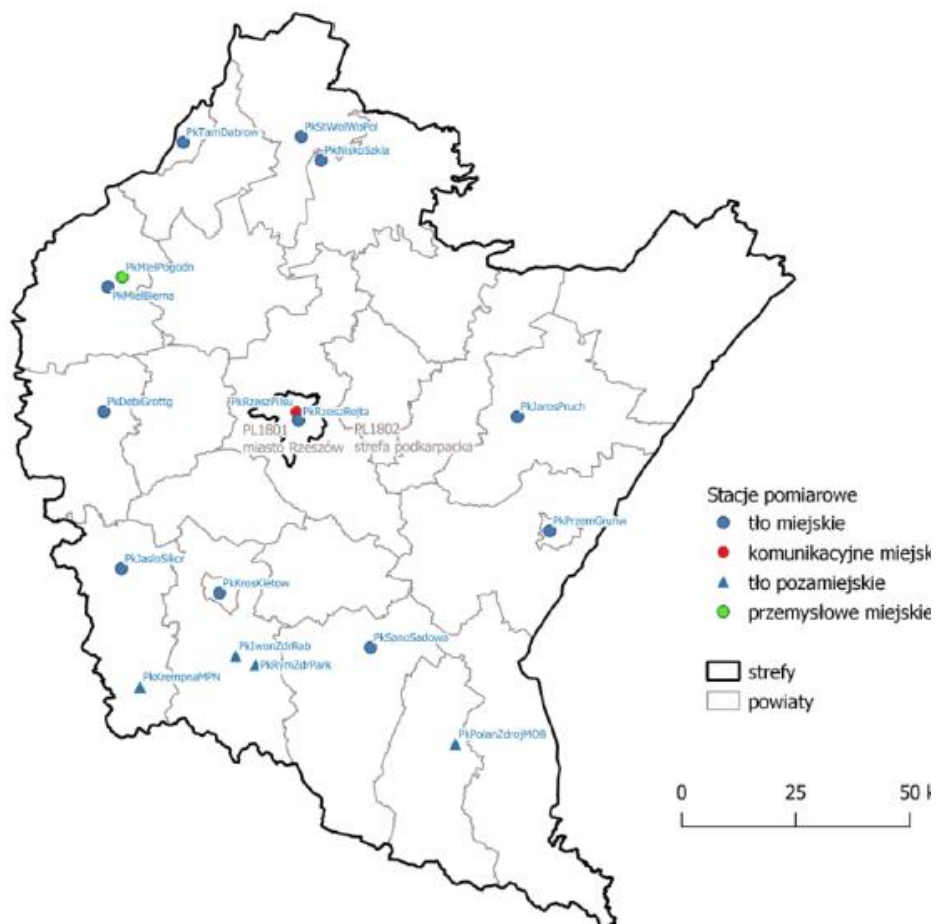 PkTarnDabrow
PkStWolWoPol
PkNiskoSzkla
PkMielPogodn
PkMielBierna
PkDebiGrottg
PkRzeszPilsu
PkRzeszRejta
PL1801
miasto Rzeszów
PL1802
strefa podkarpacka
PkJarosPruch
PkPrzemGrunw
PkJasloSikor
PkKrosKletow
PkIwonZdrRab
PkRymZdrPark
PkSanoSadowa
PkKrempnaMPN
PkPolanZdrojMOB
Stacje pomiarowe
tło miejskie
komunikacyjne miejsk
tło pozamiejskie
przemysłowe miejskie
strefy
powiaty
0 25 50 k